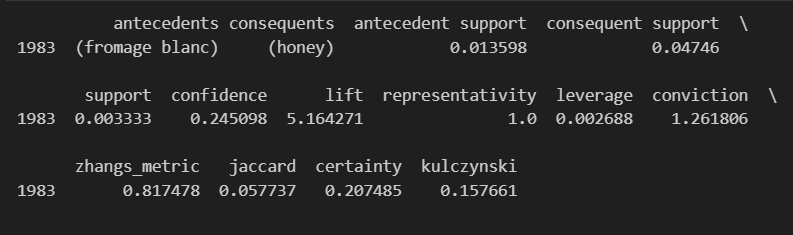 antecedents consequents antecedent support consequent support \
1983 (fromage blanc) (honey) 0.013598 0.04746
support confidence lift representativity leverage conviction \
1983 0.003333 0.245098 5.164271 1.0 0.002688 1.261806
zhangs_metric jaccard certainty kulczynski
1983 0.817478 0.057737 0.207485 0.157661